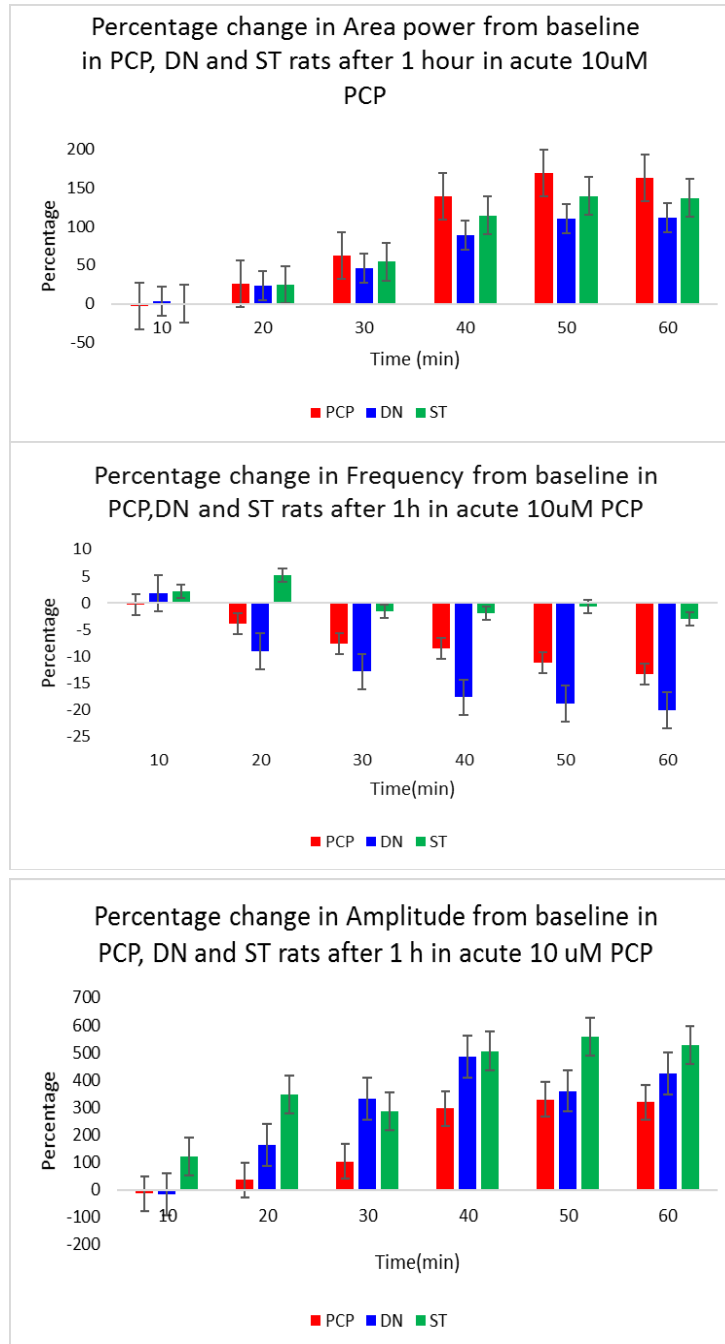 Percentage change in Area power from baseline
in PCP, DN and ST rats after 1 hour in acute 10uM
PCP
200
150
100
50
0
-50
Percentage
10 20 30 40 50 60
Time (min)
PCP DN ST
Percentage change in Frequency from baseline in
PCP,DN and ST rats after 1h in acute 10uM PCP
10
5
0
-5
-10
-15
-20
-25
Percentage
10 20 30 40 50 60
Time(min)
PCP DN ST
Percentage change in Amplitude from baseline in
PCP, DN and ST rats after 1 h in acute 10 uM PCP
700
600
500
400
300
200
100
0
-100
-200
Percentage
10 20 30 40 50 60
Time(min)
PCP DN ST